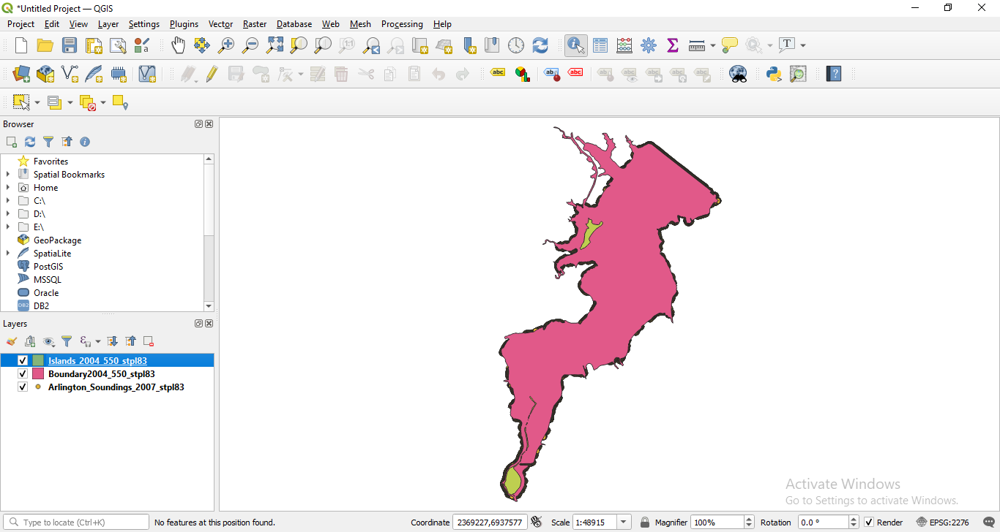 *Untitled Project — QGIS
Project Edit View Layer Settings Plugins Vector Raster Database Web Mesh Processing Help
Browser
Favorites
Spatial Bookmarks
Home
C:\
D:\
E:\
GeoPackage
SpatiaLite
PostGIS
MSSQL
Oracle
DB2
Layers
Islands_2004_550_stpl83
Boundary2004_550_stpl83
Arlington_Soundings_2007_stpl83
Activate Windows
Go to Settings to activate Windows.
Type to locate (Ctrl+K) No features at this position found. Coordinate 2369227,6937577 Scale 1:48915 Magnifier 100% Rotation 0.0 ° Render EPSG:2276